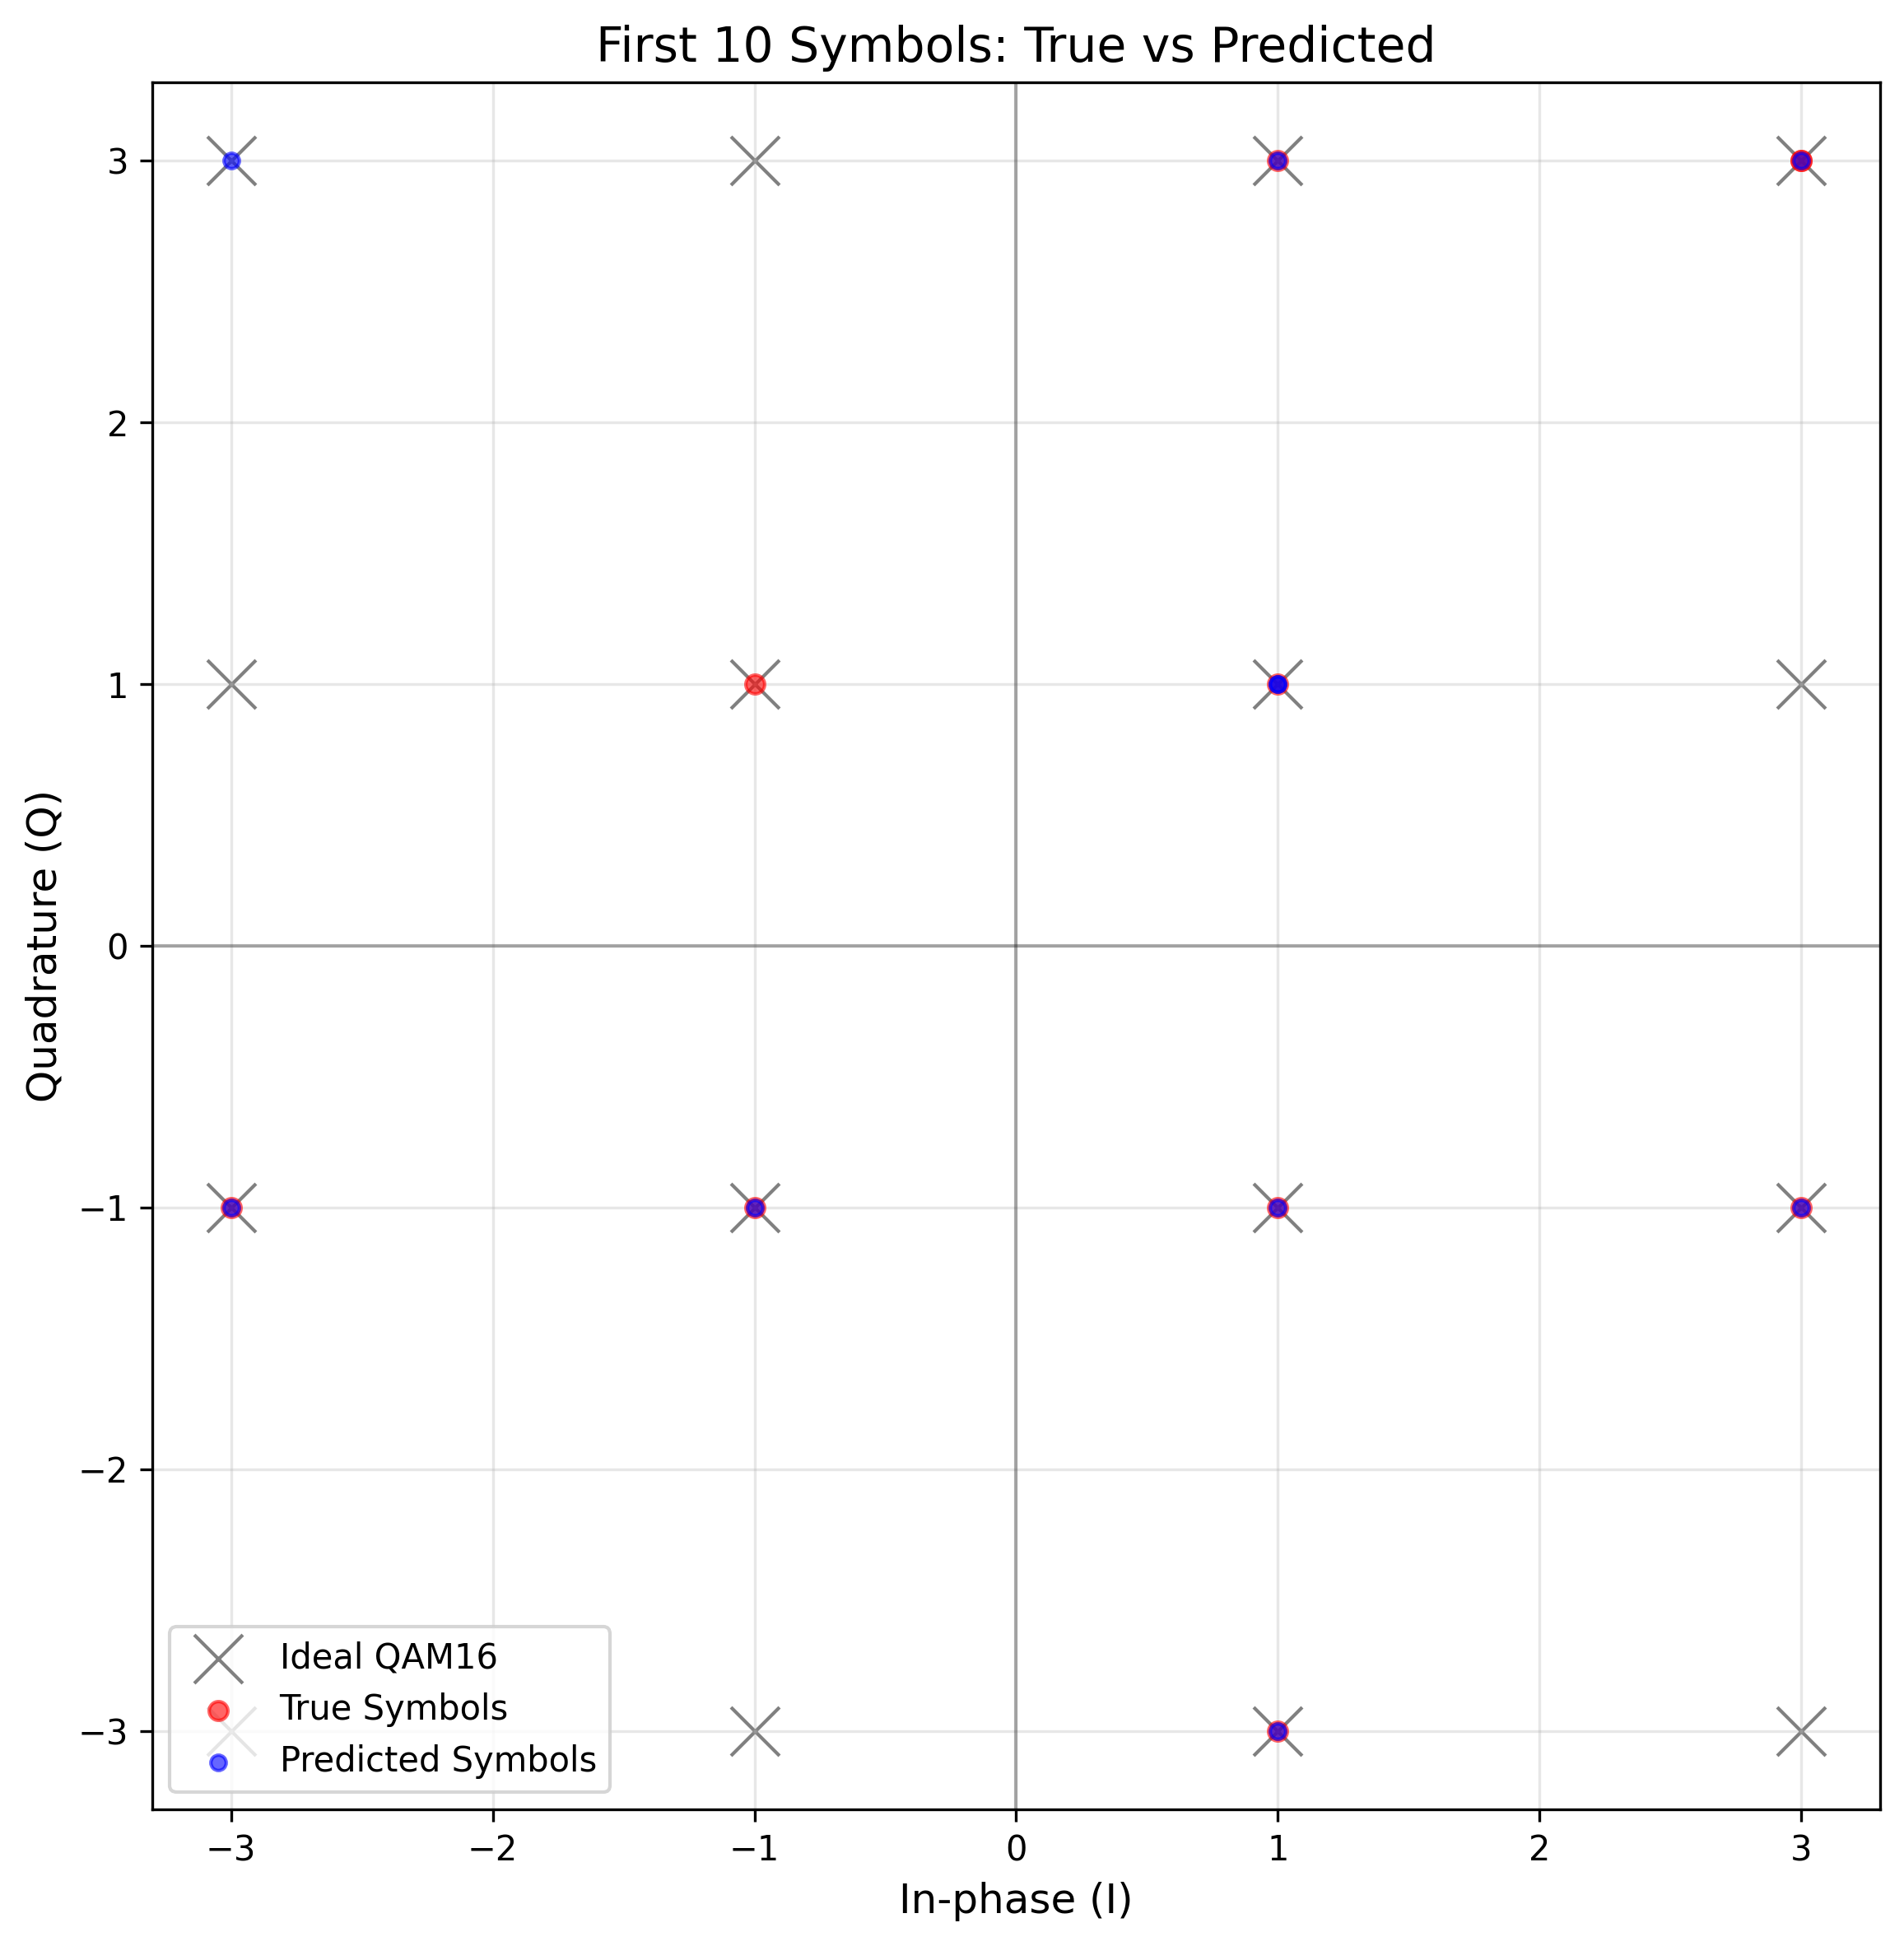 First 10 Symbols: True vs Predicted
3
2
1
0
−1
−2
−3
Quadrature (Q)
Ideal QAM16
True Symbols
Predicted Symbols
−3 −2 −1 0 1 2 3
In-phase (I)